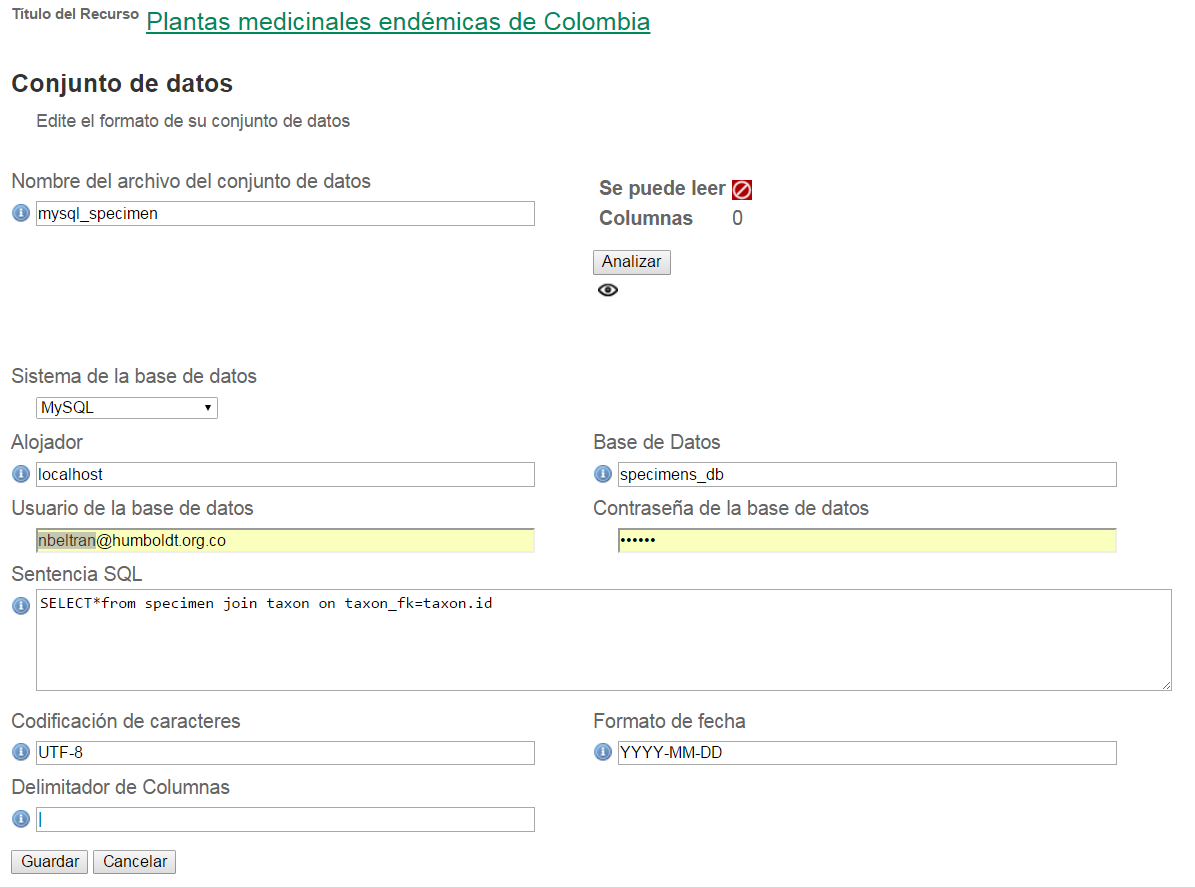 Título del Recurso Plantas medicinales endémicas de Colombia
Conjunto de datos
Edite el formato de su conjunto de datos
Nombre del archivo del conjunto de datos
mysql_specimen
Se puede leer
Columnas 0
Analizar
Sistema de la base de datos
MySQL
Alojador
localhost
Base de Datos
specimens_db
Usuario de la base de datos
nbeltran@humboldt.org.co
Contraseña de la base de datos
••••••
Sentencia SQL
SELECT*from specimen join taxon on taxon_fk=taxon.id
Codificación de caracteres
UTF-8
Formato de fecha
YYYY-MM-DD
Delimitador de Columnas
|
Guardar Cancelar